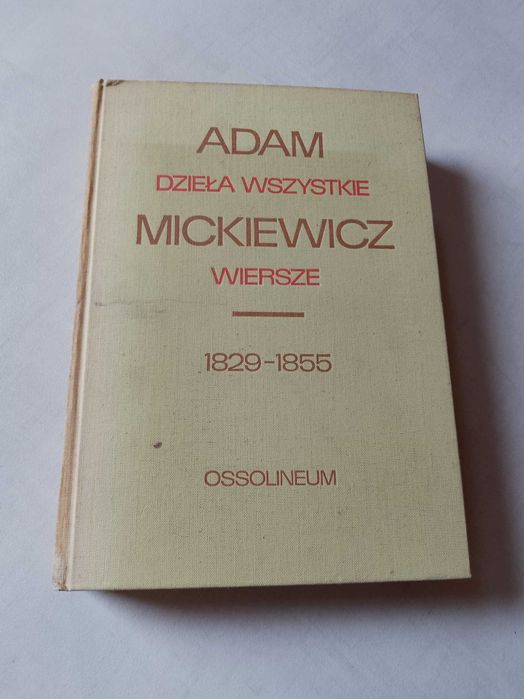 ADAM
DZIEŁA WSZYSTKIE
MICKIEWICZ
WIERSZE
1829-1855
OSSOLINEUM